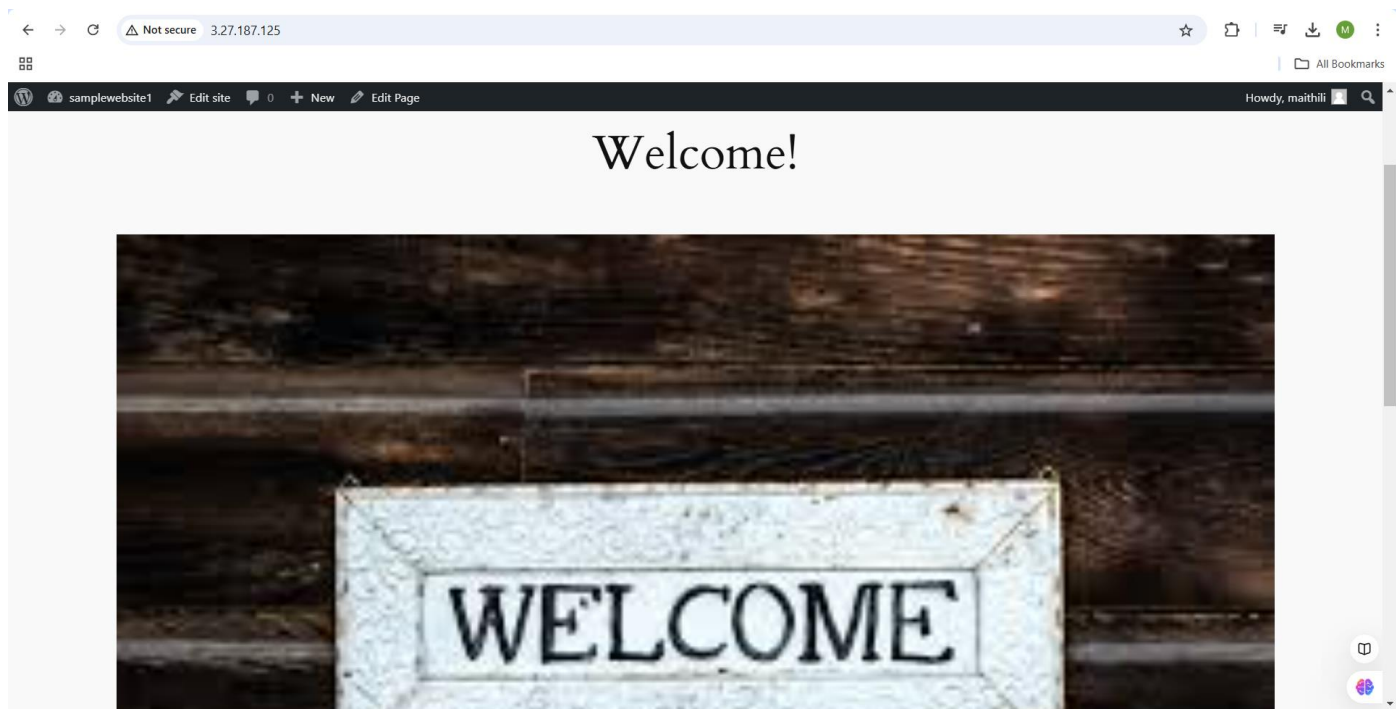 Not secure 3.27.187.125
All Bookmarks
samplewebsite1 Edit site 0 New Edit Page Howdy, maithili
Welcome!
WELCOME
M